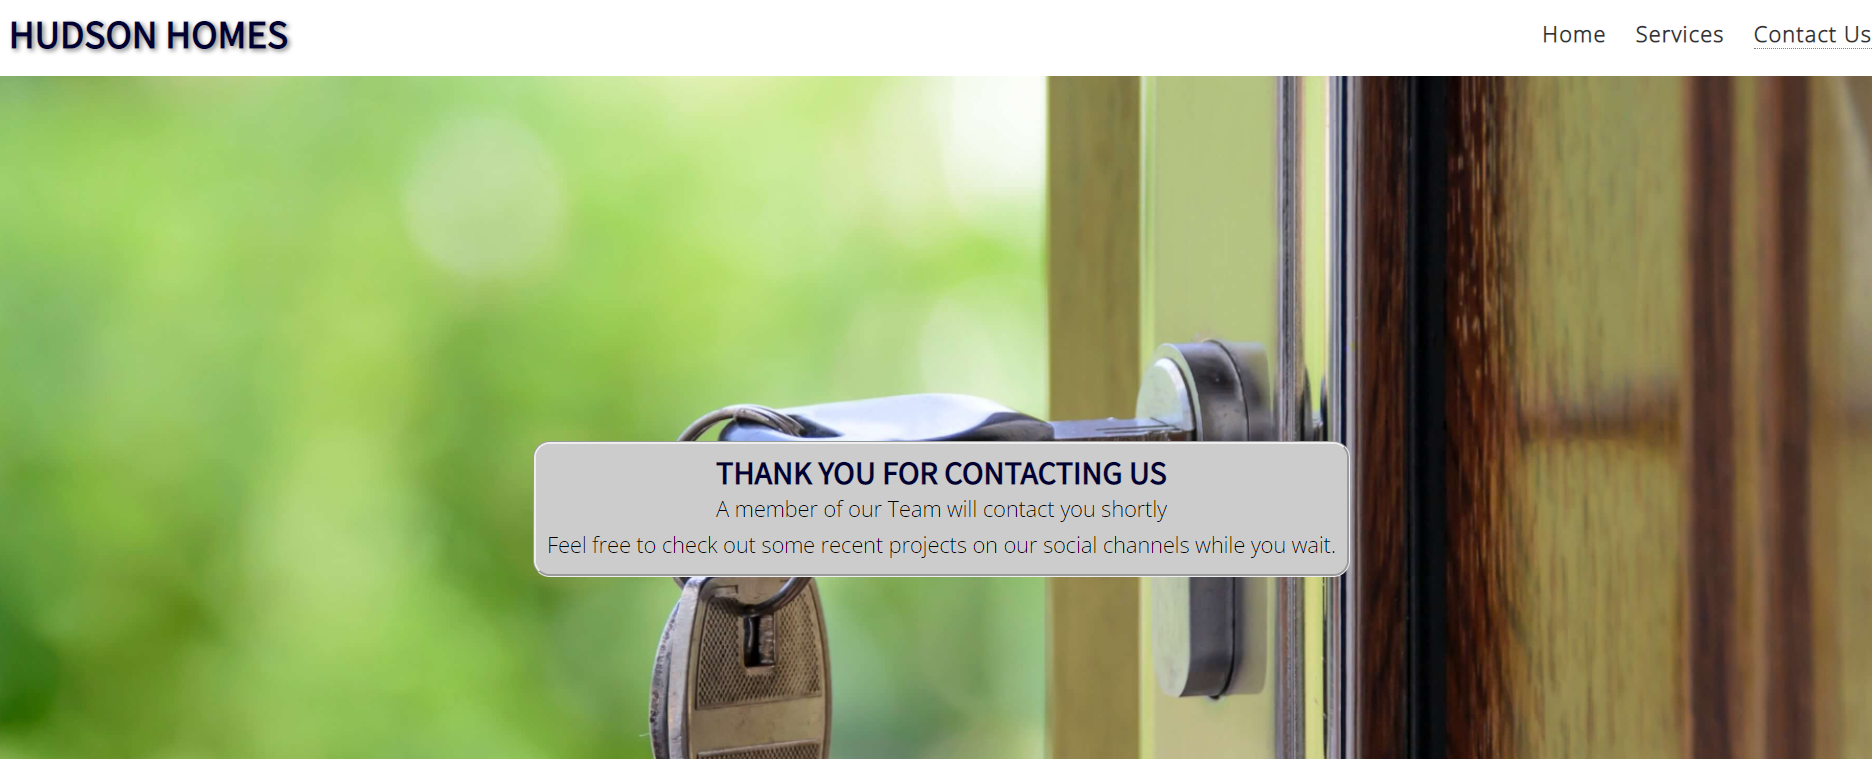 HUDSON HOMES
Home Services Contact Us
THANK YOU FOR CONTACTING US
A member of our Team will contact you shortly
Feel free to check out some recent projects on our social channels while you wait.